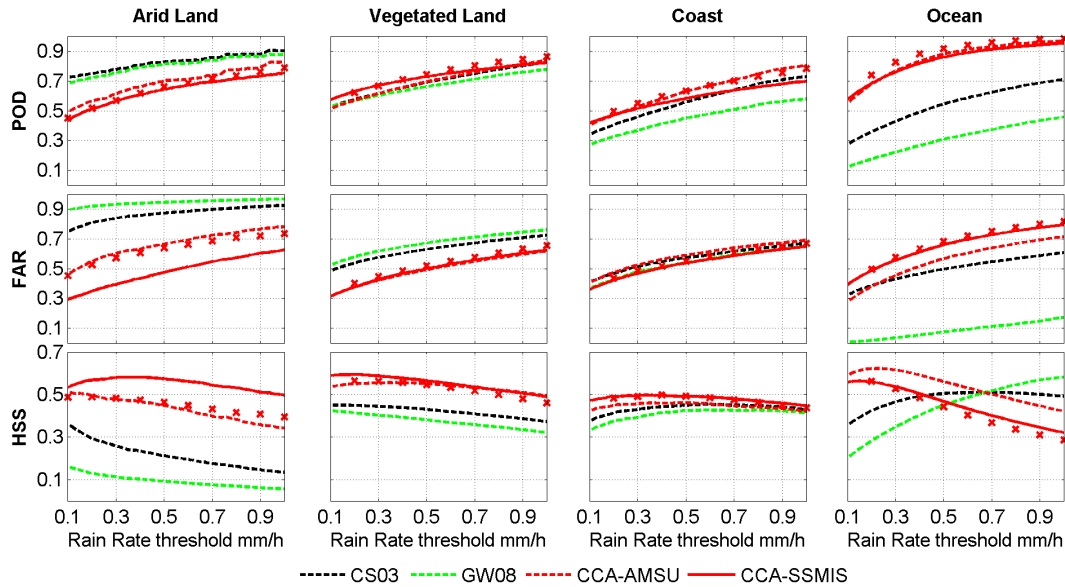 Arid Land Vegetated Land Coast Ocean
POD
0.9
0.7
0.5
0.3
0.1
FAR
0.9
0.7
0.5
0.3
0.1
HSS
0.7
0.5
0.3
0.1
0.1 0.3 0.5 0.7 0.9 0.1 0.3 0.5 0.7 0.9 0.1 0.3 0.5 0.7 0.9 0.1 0.3 0.5 0.7 0.9
Rain Rate threshold mm/h Rain Rate threshold mm/h Rain Rate threshold mm/h Rain Rate threshold mm/h
CS03 GW08 CCA-AMSU CCA-SSMIS